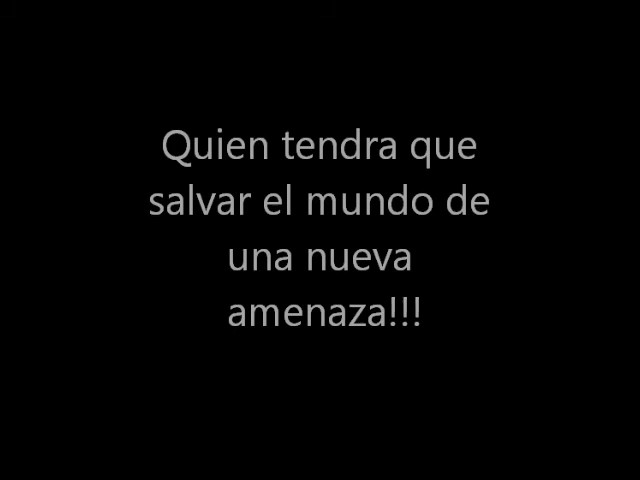 Quien tendra que
salvar el mundo de
una nueva
amenaza!!!